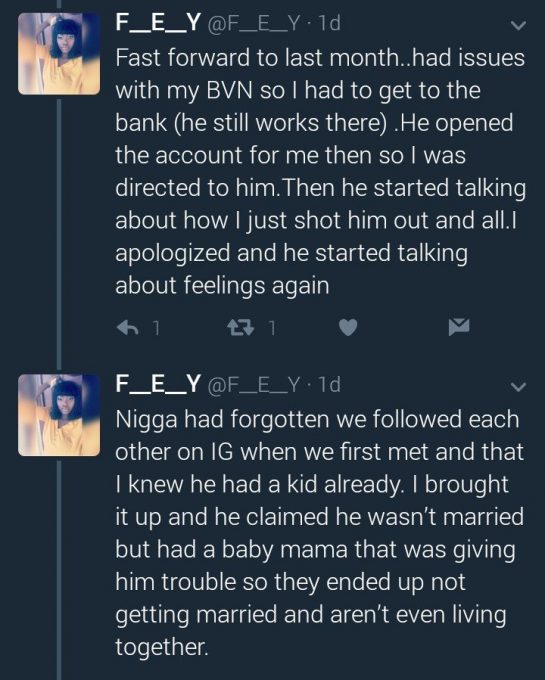 F__E__Y @F__E__Y · 1d
Fast forward to last month..had issues
with my BVN so I had to get to the
bank (he still works there) .He opened
the account for me then so I was
directed to him.Then he started talking
about how I just shot him out and all.I
apologized and he started talking
about feelings again
1 1
F__E__Y @F__E__Y · 1d
Nigga had forgotten we followed each
other on IG when we first met and that
I knew he had a kid already. I brought
it up and he claimed he wasn’t married
but had a baby mama that was giving
him trouble so they ended up not
getting married and aren’t even living
together.